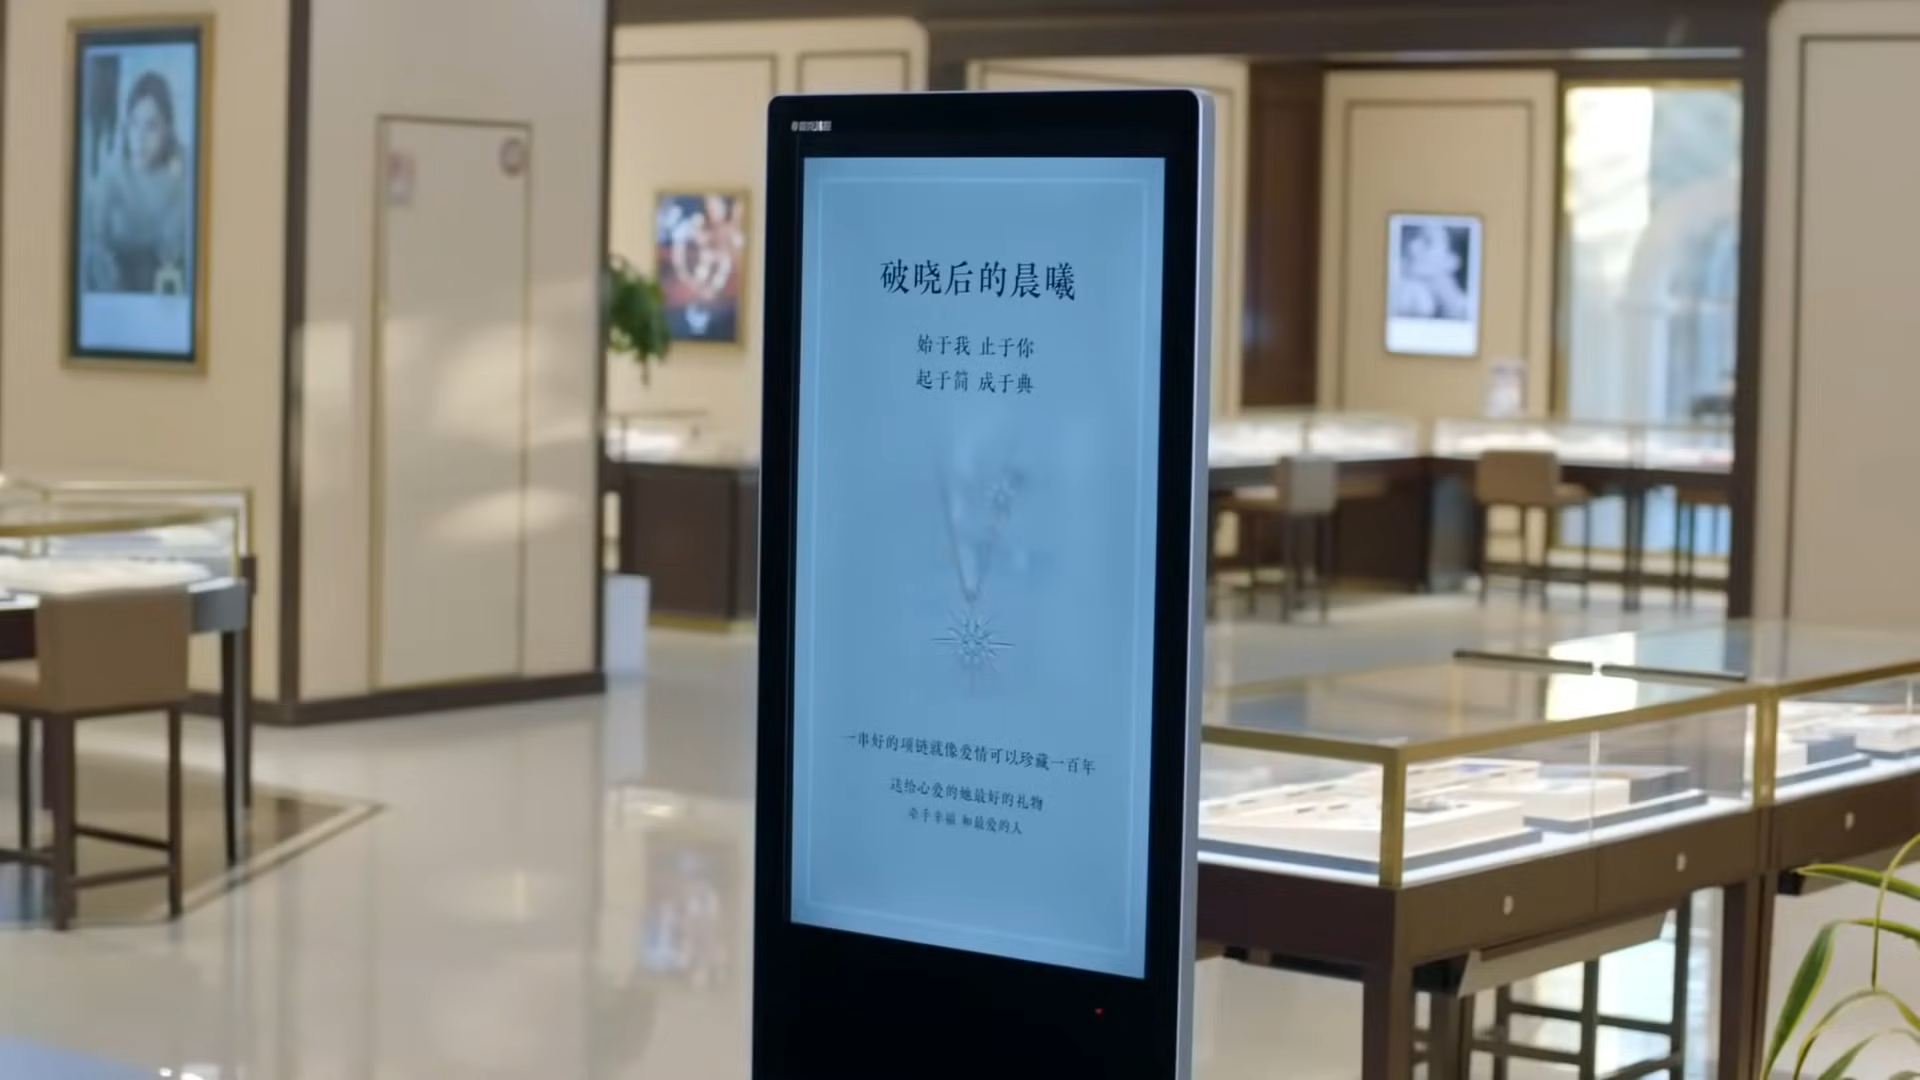 破晓后的晨曦
始于我 止于你
起于简 成于典
一串好的项链就像爱情可以珍藏一百年
送给心爱的她最好的礼物
牵手幸福 和最爱的人